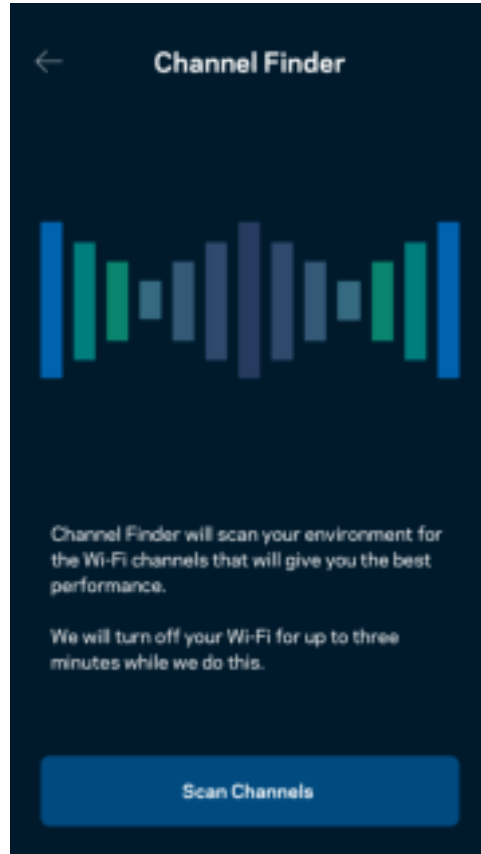 Channel Finder
Channel Finder will scan your environment for
the Wi-Fi channels that will give you the best
performance.
We will turn off your Wi-Fi for up to three
minutes while we do this.
Scan Channels